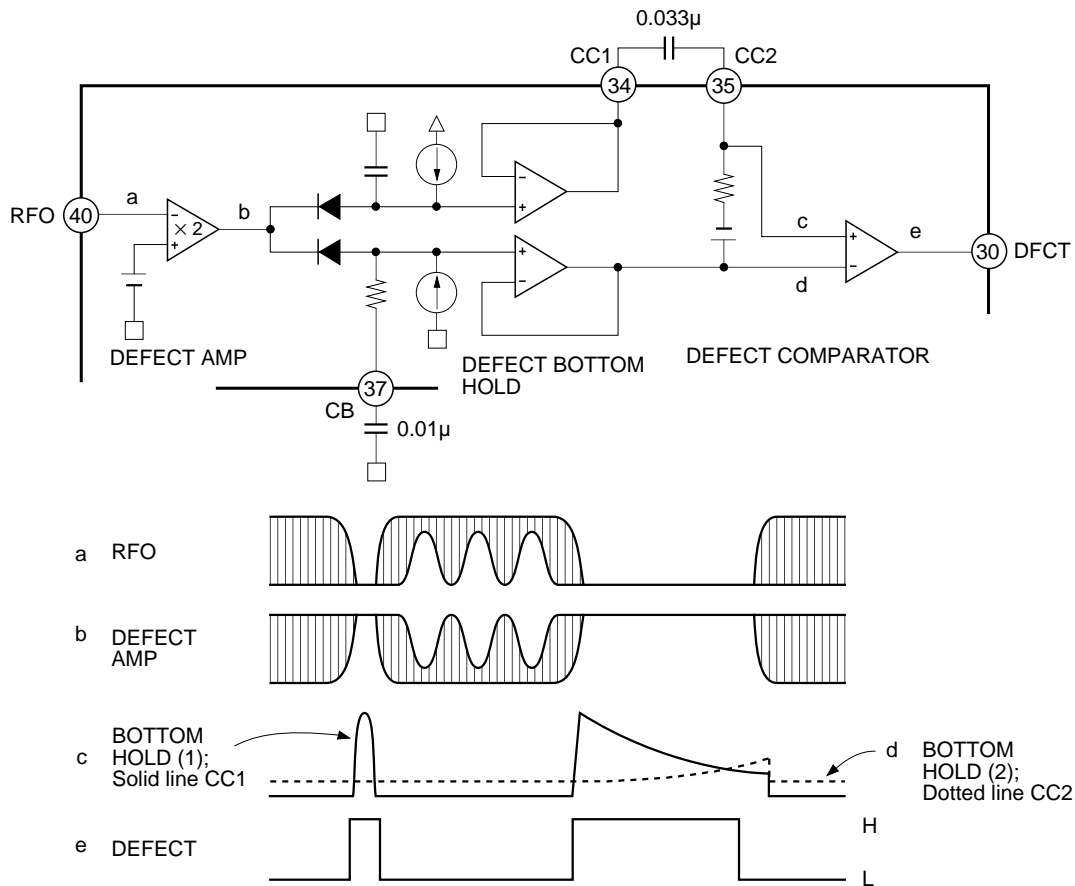 0.033μ
CC1
CC2
34
35
a
b
RFO
40
−
× 2
+
−
+
+
−
c
d
+
−
e
30
DFCT
DEFECT AMP
DEFECT BOTTOM
HOLD
DEFECT COMPARATOR
37
CB
0.01μ
a
RFO
b
DEFECT
AMP
c
BOTTOM
HOLD (1);
Solid line CC1
d
BOTTOM
HOLD (2);
Dotted line CC2
e
DEFECT
H
L